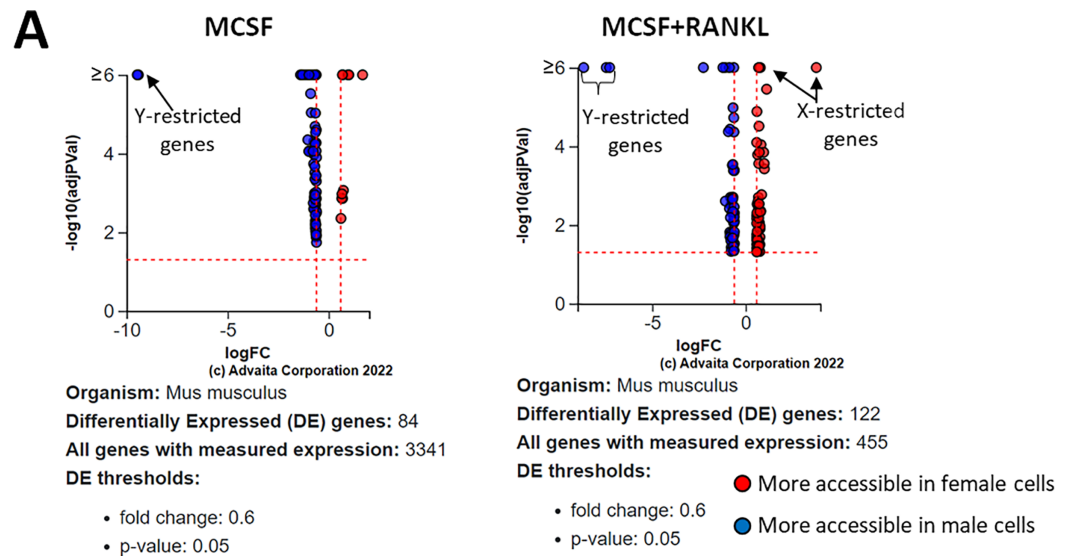 A
MCSF
≥6
4
2
0
-10
-5
0
-log10(adjPVal)
logFC
Y-restricted
genes
(c) Advaita Corporation 2022
Organism: Mus musculus
Differentially Expressed (DE) genes: 84
All genes with measured expression: 3341
DE thresholds:
• fold change: 0.6
• p-value: 0.05
MCSF+RANKL
≥6
4
2
0
-5
0
-log10(adjPVal)
logFC
Y-restricted
genes
X-restricted
genes
(c) Advaita Corporation 2022
Organism: Mus musculus
Differentially Expressed (DE) genes: 122
All genes with measured expression: 455
DE thresholds:
• fold change: 0.6
• p-value: 0.05
More accessible in female cells
More accessible in male cells